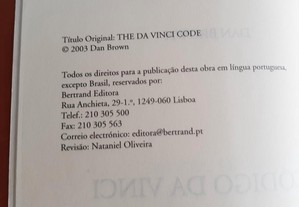 Título Original: THE DA VINCI CODE
© 2003 Dan Brown
Todos os direitos para a publicação desta obra em língua portuguesa,
excepto Brasil, reservados por:
Bertrand Editora
Rua Anchieta, 29-1.º, 1249-060 Lisboa
Telef.: 210 305 500
Fax: 210 305 563
Correio electrónico: editora@bertrand.pt
Revisão: Nataniel Oliveira